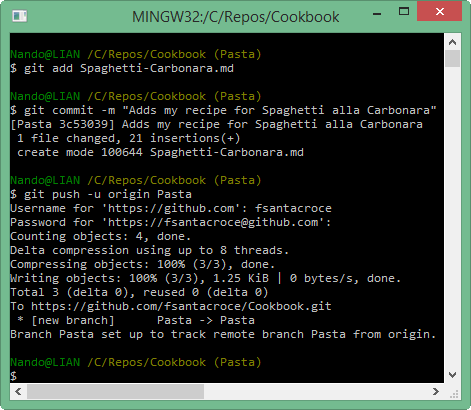 MINGW32:/C/Repos/Cookbook
Nando@LIAN /C/Repos/Cookbook (Pasta)
$ git add Spaghetti-Carbonara.md
Nando@LIAN /C/Repos/Cookbook (Pasta)
$ git commit -m "Adds my recipe for Spaghetti alla Carbonara"
[Pasta 3c53039] Adds my recipe for Spaghetti alla Carbonara
 1 file changed, 21 insertions(+)
 create mode 100644 Spaghetti-Carbonara.md
Nando@LIAN /C/Repos/Cookbook (Pasta)
$ git push -u origin Pasta
Username for 'https://github.com': fsantacroce
Password for 'https://fsantacroce@github.com':
Counting objects: 4, done.
Delta compression using up to 8 threads.
Compressing objects: 100% (3/3), done.
Writing objects: 100% (3/3), 1.25 KiB | 0 bytes/s, done.
Total 3 (delta 0), reused 0 (delta 0)
To https://github.com/fsantacroce/Cookbook.git
 * [new branch]      Pasta -> Pasta
Branch Pasta set up to track remote branch Pasta from origin.
Nando@LIAN /C/Repos/Cookbook (Pasta)
$